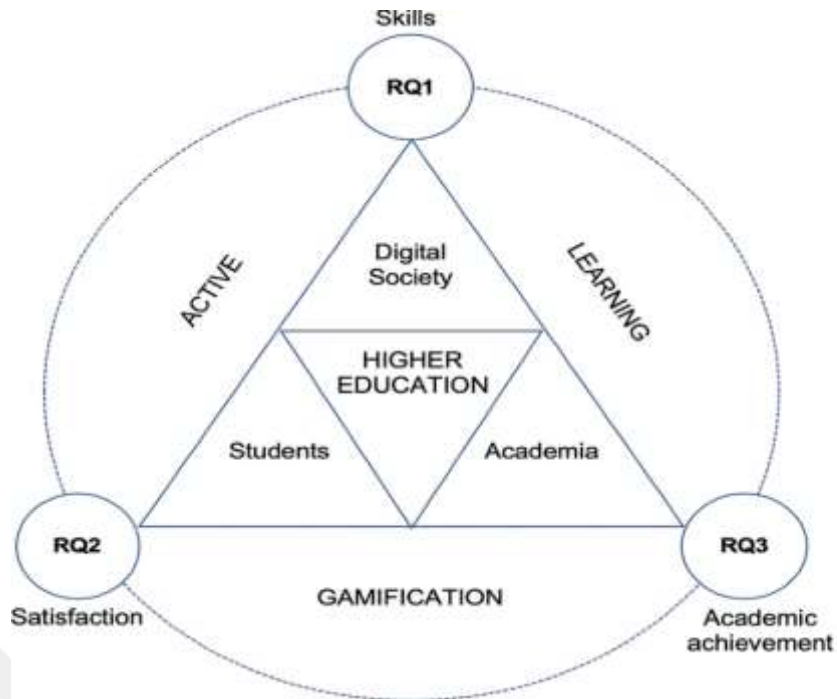 Skills
RQ1
ACTIVE
LEARNING
Digital
Society
HIGHER
EDUCATION
Students
Academia
RQ2
RQ3
GAMIFICATION
Satisfaction
Academic
achievement